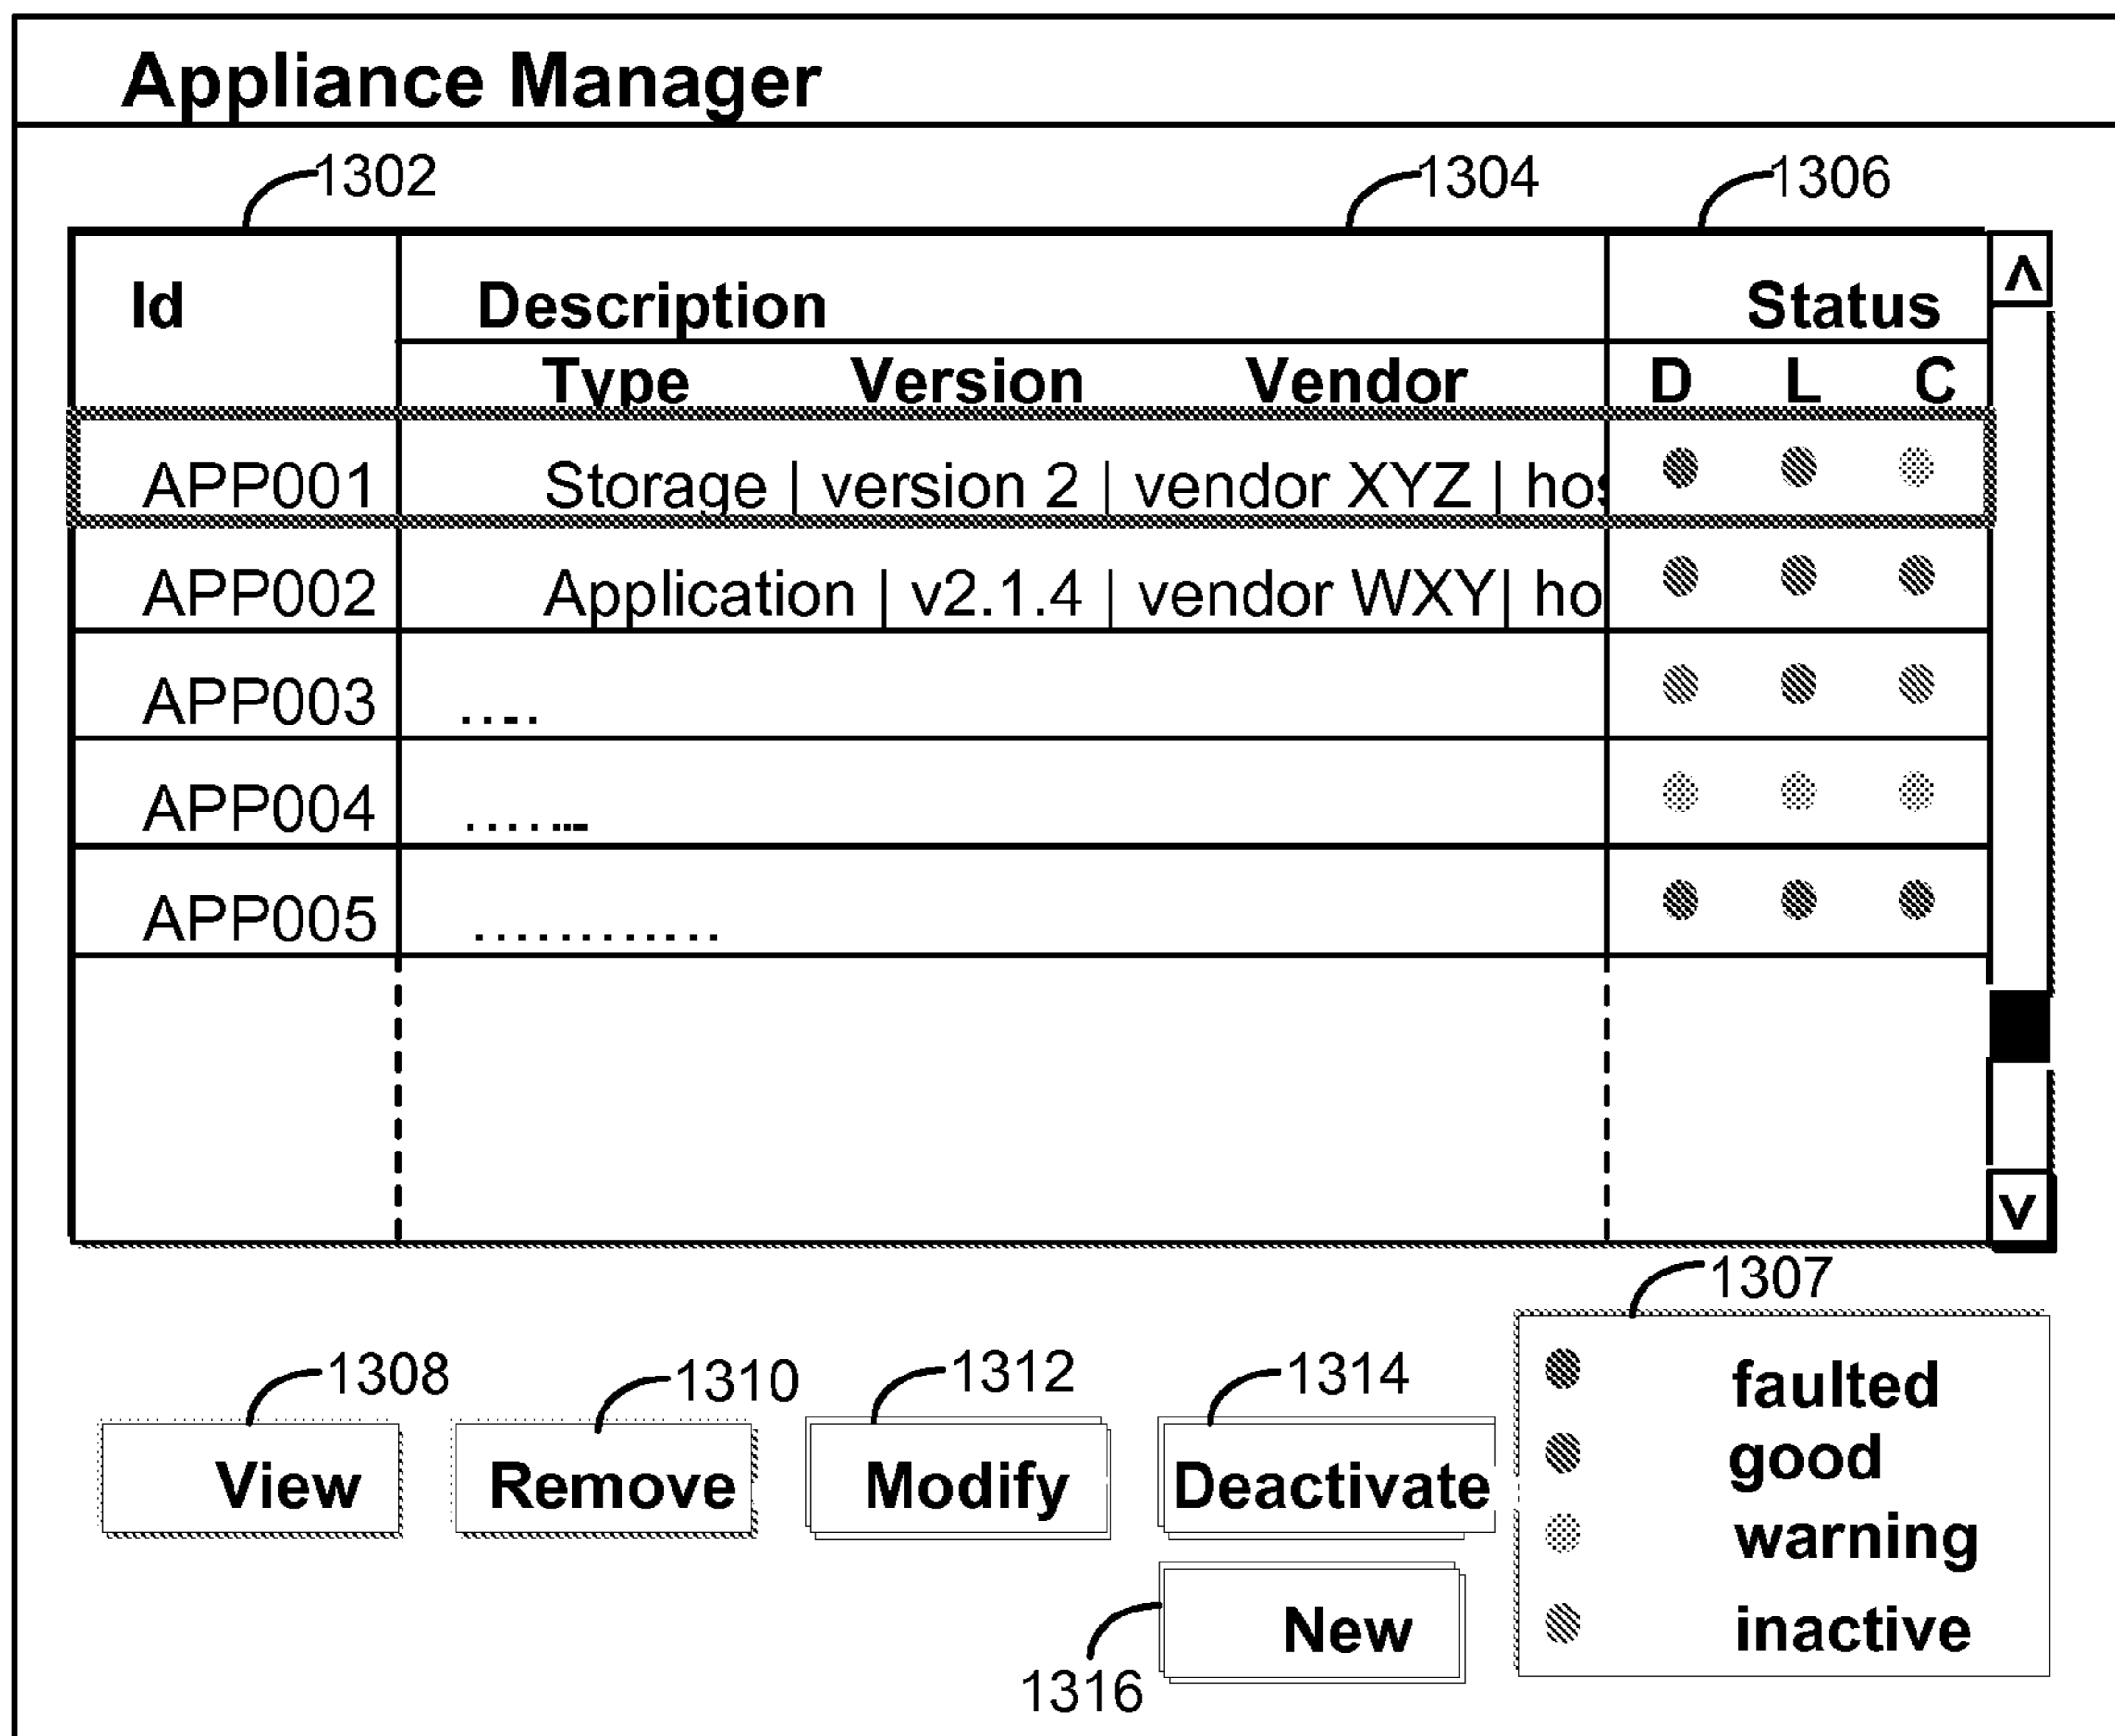 Appliance Manager
1302 1304 1306
Id Description Status
Type Version Vendor D L C
APP001 Storage | version 2 | vendor XYZ | hos
APP002 Application | v2.1.4 | vendor WXY| ho
APP003 .....
APP004 .......
APP005 ............
1307
1308 1310 1312 1314
View Remove Modify Deactivate
New
1316
faulted
good
warning
inactive